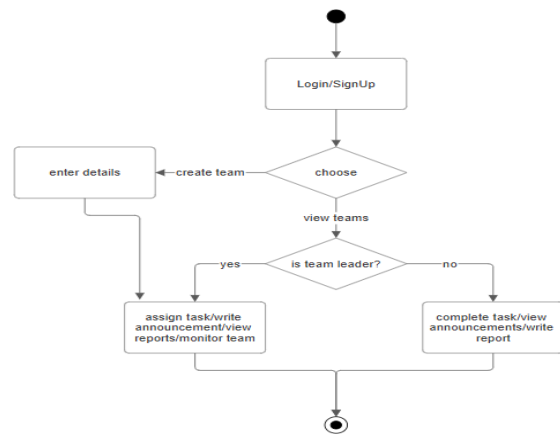 Login/SignUp
enter details
create team
choose
view teams
yes
is team leader?
no
assign task/write
announcement/view
reports/monitor team
complete task/view
announcements/write
report